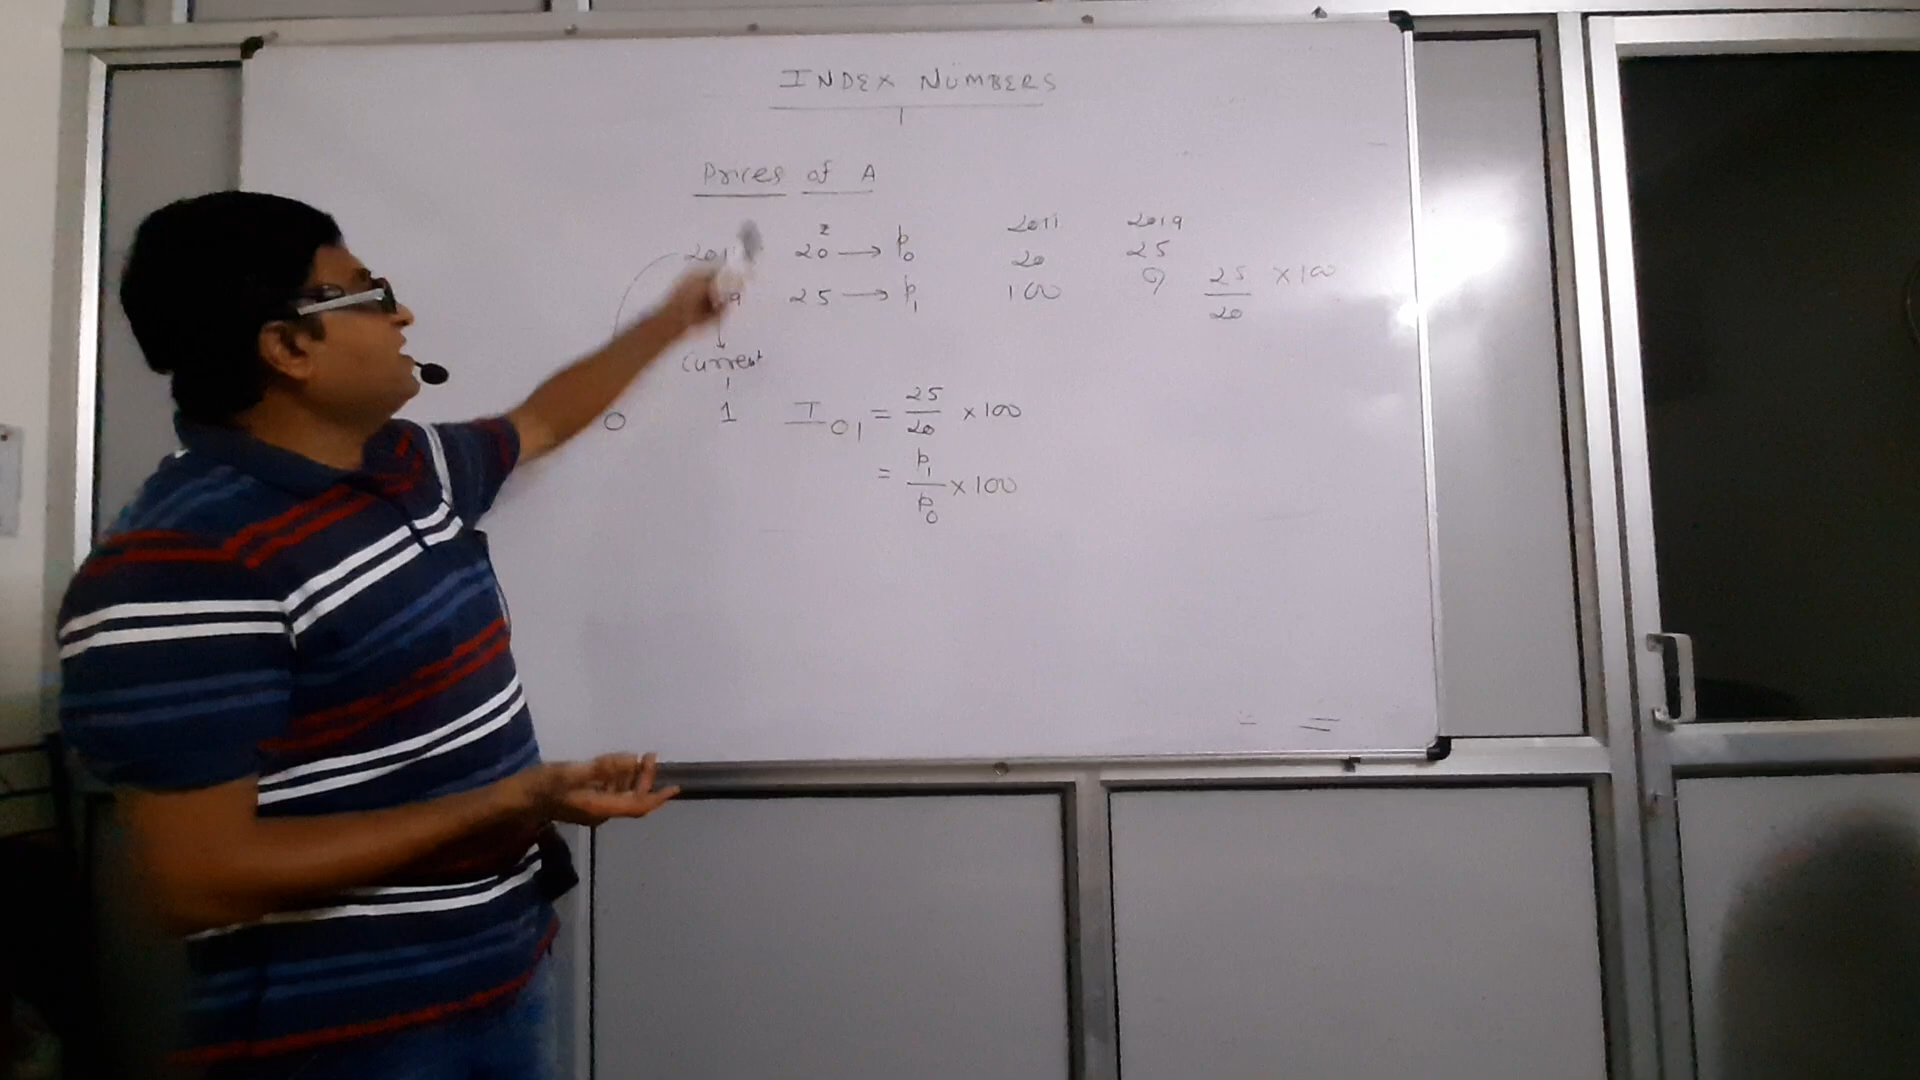 INDEX NUMBERS
Prices of A
2011 20 → p0
25 → p1
2011 2019
20 25
100 ? 25/20 ×100
Current
0 1 I01 = 25/20 ×100
= p1/p0 ×100